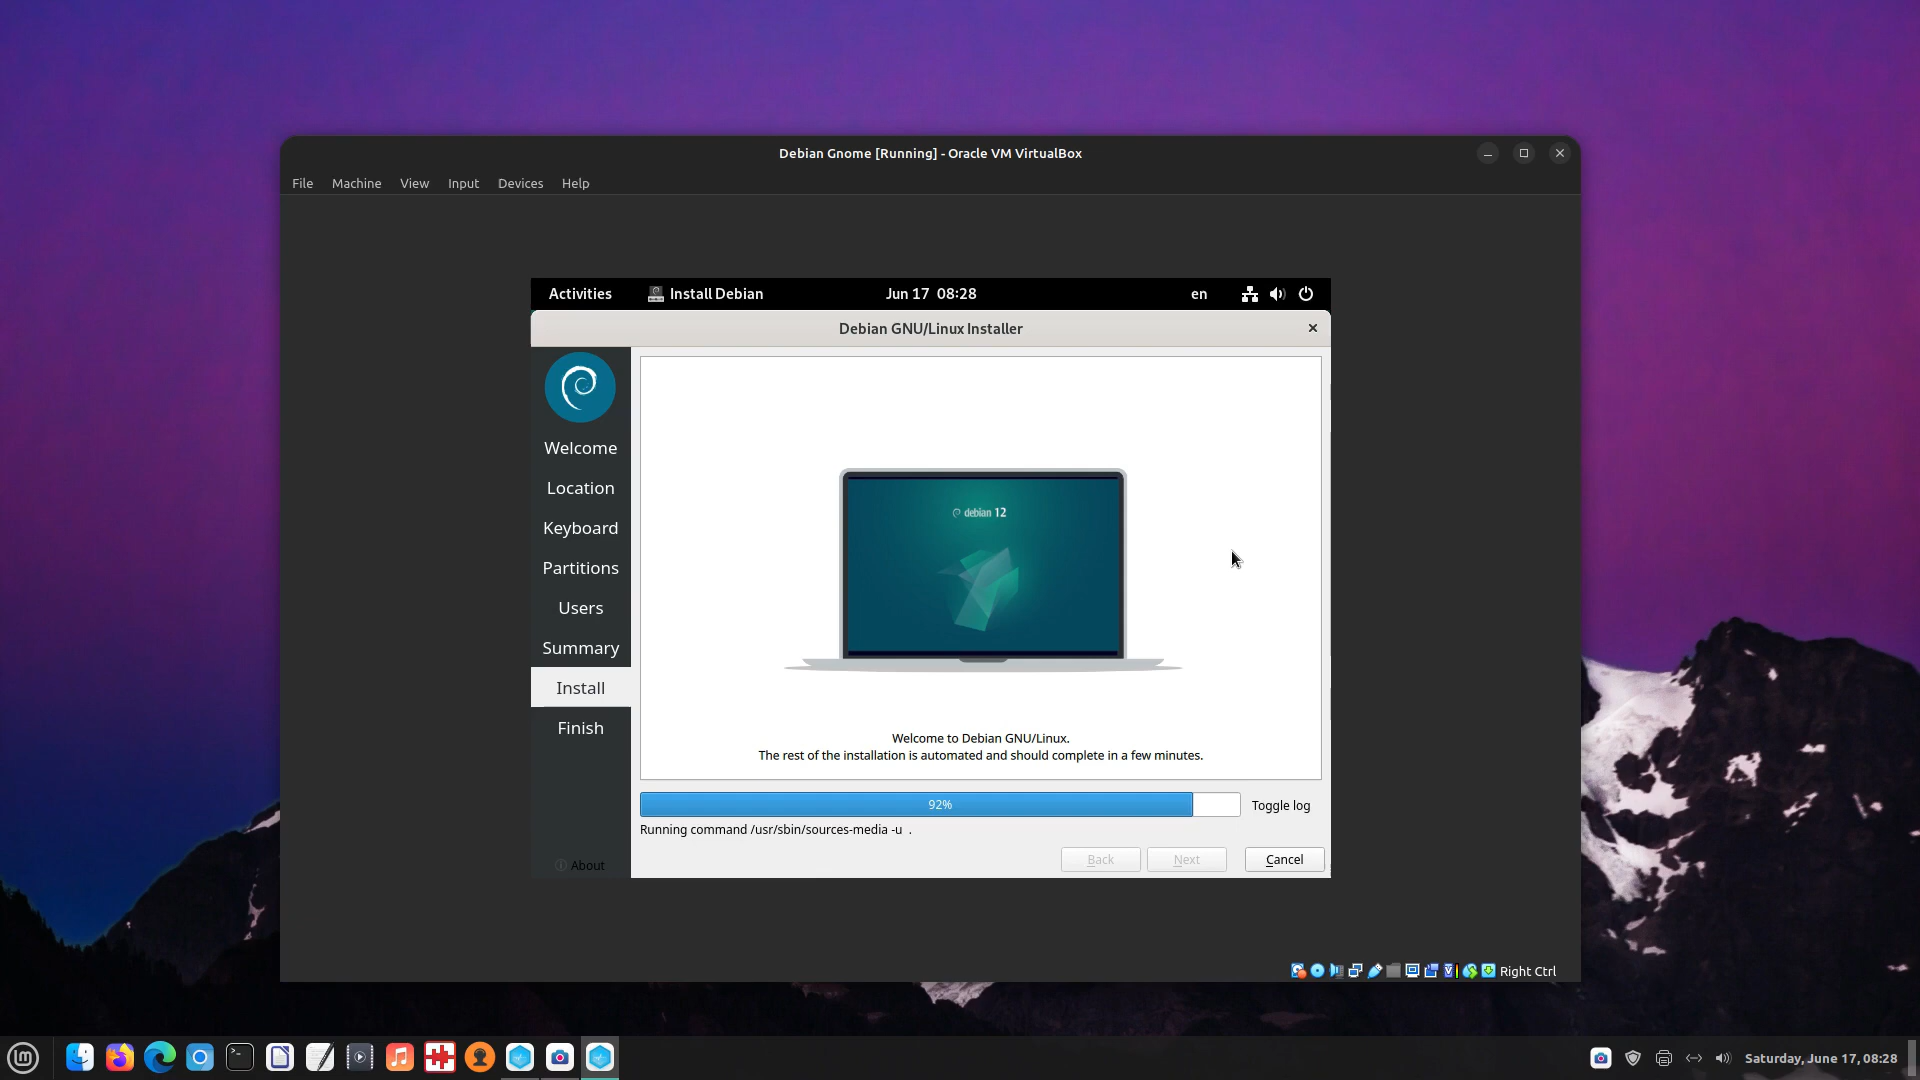 Debian Gnome [Running] - Oracle VM VirtualBox
File Machine View Input Devices Help
Activities Install Debian Jun 17 08:28 en
Debian GNU/Linux Installer
Welcome
Location
Keyboard
Partitions
Users
Summary
Install
Finish
About
debian 12
Welcome to Debian GNU/Linux.
The rest of the installation is automated and should complete in a few minutes.
92% Toggle log
Running command /usr/sbin/sources-media -u .
Back Next Cancel
Right Ctrl
Saturday, June 17, 08:28